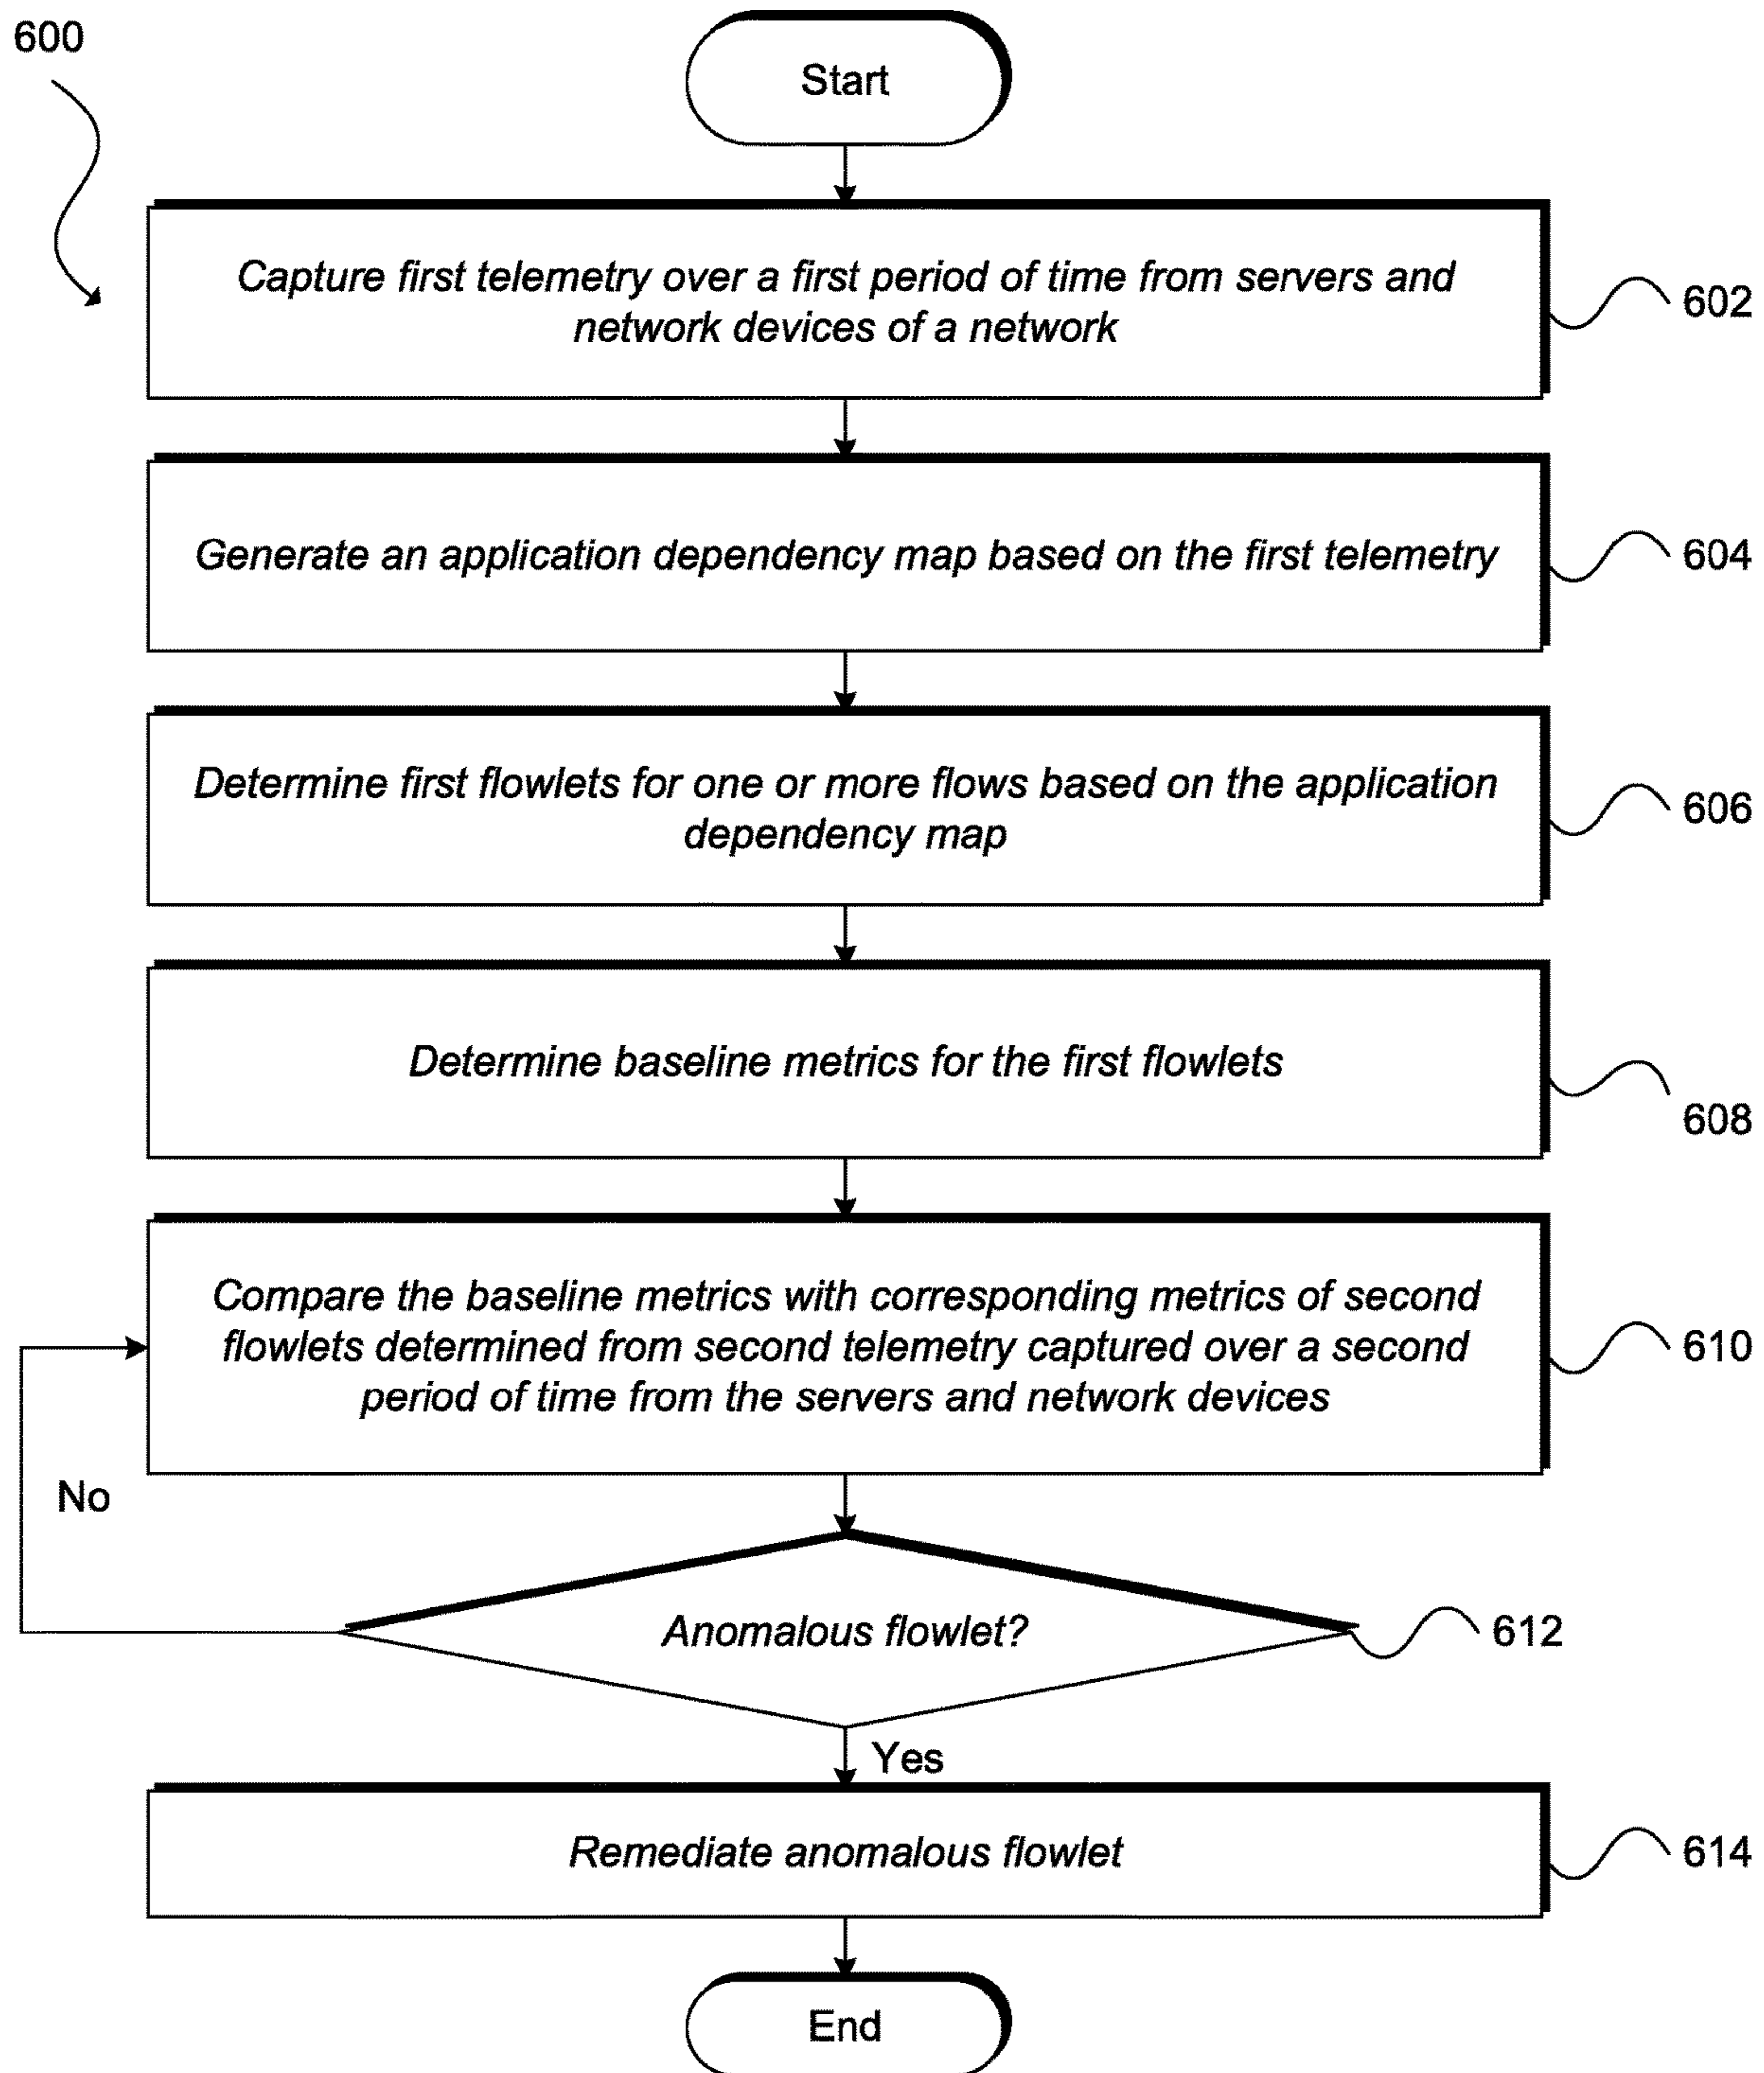 600
Start
Capture first telemetry over a first period of time from servers and
network devices of a network
602
Generate an application dependency map based on the first telemetry
604
Determine first flowlets for one or more flows based on the application
dependency map
606
Determine baseline metrics for the first flowlets
608
Compare the baseline metrics with corresponding metrics of second
flowlets determined from second telemetry captured over a second
period of time from the servers and network devices
610
No
Anomalous flowlet?
612
Yes
Remediate anomalous flowlet
614
End